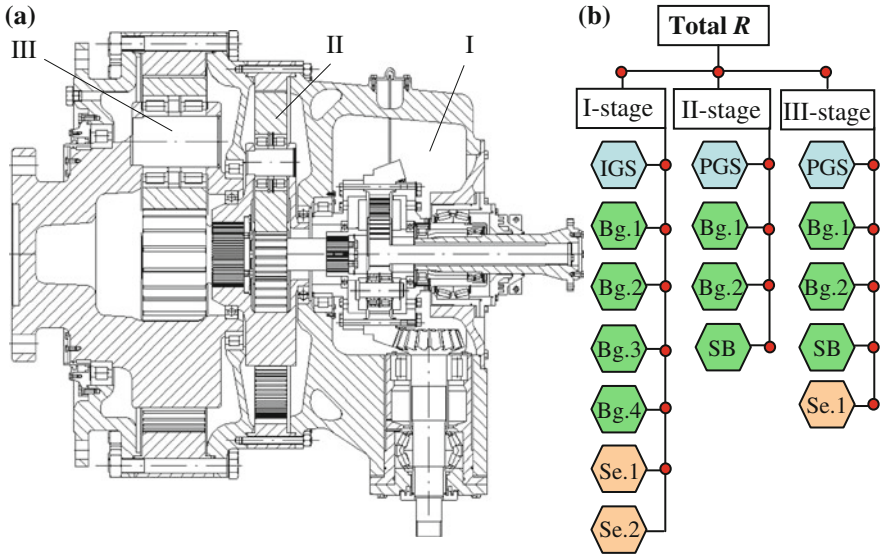 (a)
III
II
I
(b)
Total R
I-stage
II-stage
III-stage
IGS
PGS
PGS
Bg.1
Bg.1
Bg.1
Bg.2
Bg.2
Bg.2
Bg.3
SB
SB
Bg.4
Se.1
Se.1
Se.2